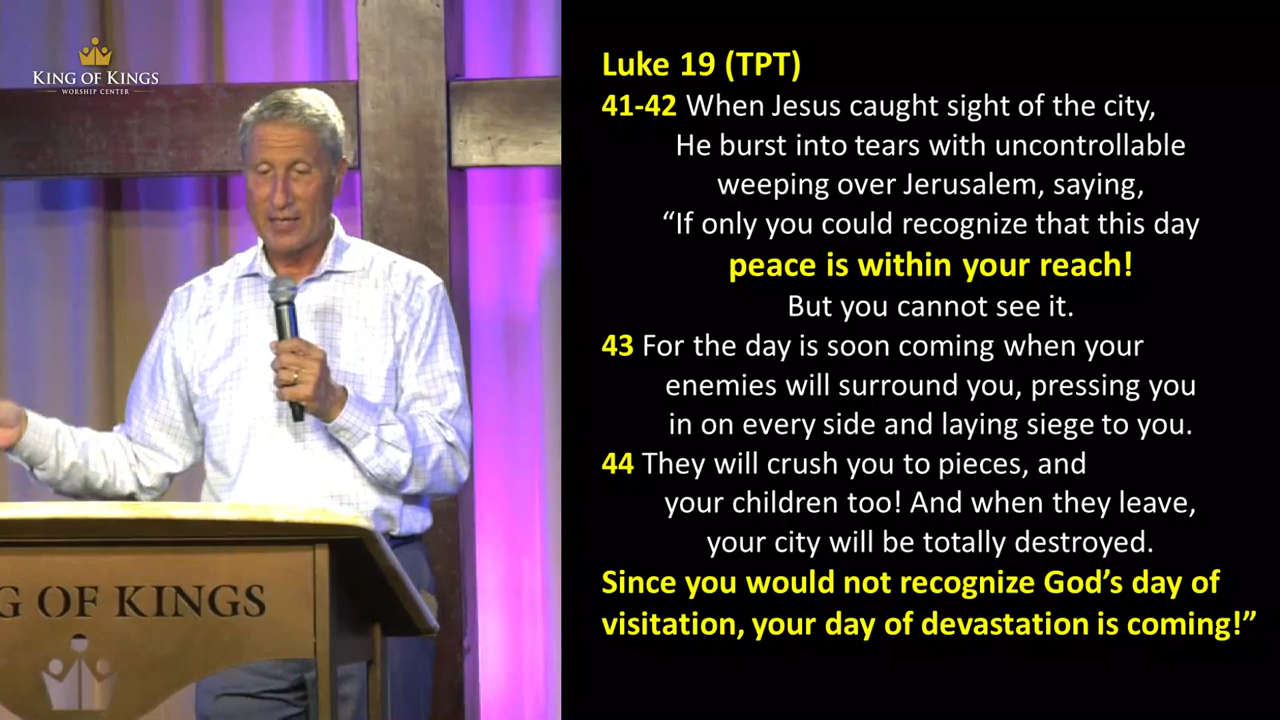 KING OF KINGS
WORSHIP CENTER
G OF KINGS
Luke 19 (TPT)
41-42 When Jesus caught sight of the city,
He burst into tears with uncontrollable
weeping over Jerusalem, saying,
“If only you could recognize that this day
peace is within your reach!
But you cannot see it.
43 For the day is soon coming when your
enemies will surround you, pressing you
in on every side and laying siege to you.
44 They will crush you to pieces, and
your children too! And when they leave,
your city will be totally destroyed.
Since you would not recognize God’s day of
visitation, your day of devastation is coming!”